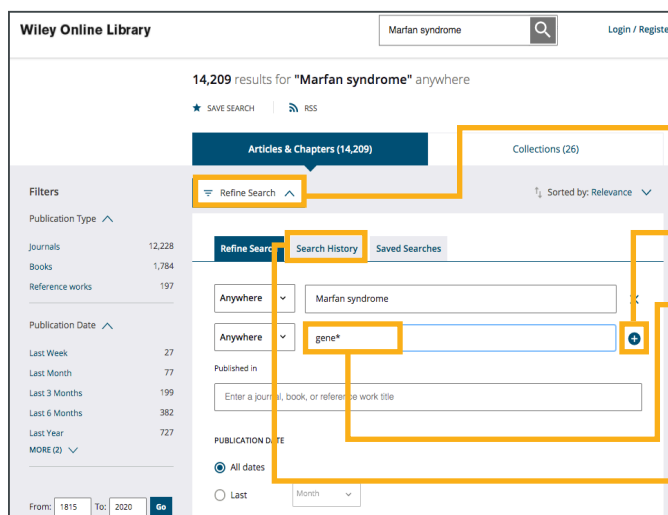 Wiley Online Library
Marfan syndrome
Login / Registe
14,209 results for "Marfan syndrome" anywhere
SAVE SEARCH
RSS
Articles & Chapters (14,209)
Collections (26)
Filters
Refine Search
Sorted by: Relevance
Publication Type
Journals 12,228
Books 1,784
Reference works 197
Refine Search
Search History
Saved Searches
Anywhere
Marfan syndrome
X
Publication Date
Anywhere
gene*
Last Week 27
Last Month 77
Last 3 Months 199
Last 6 Months 382
Last Year 727
MORE (2)
Published in
Enter a journal, book, or reference work title
PUBLICATION DATE
All dates
Last
Month
From: 1815 To: 2020 Go